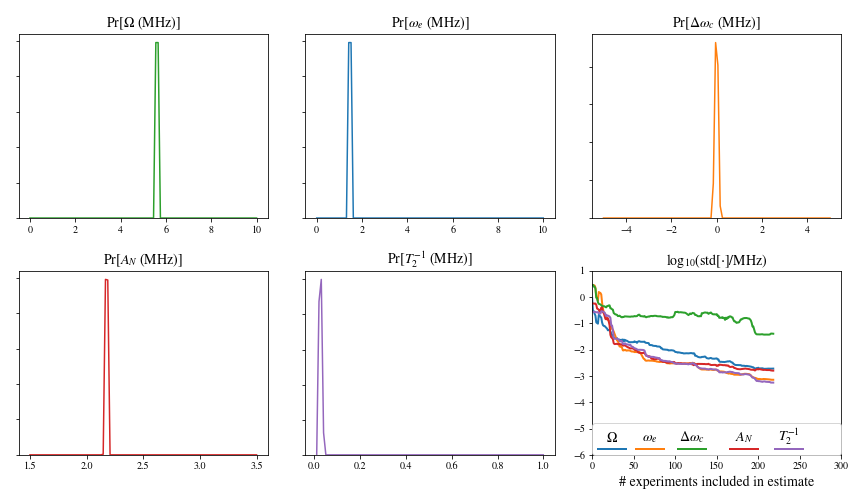 Pr[Ω (MHz)]
Pr[ωe (MHz)]
Pr[Δωc (MHz)]
0 2 4 6 8 10
0 2 4 6 8 10
−4 −2 0 2 4
Pr[AN (MHz)]
Pr[T2−1 (MHz)]
log10(std[·]/MHz)
1
0
−1
−2
−3
−4
−5
−6
Ω ωe Δωc AN T2−1
1.5 2.0 2.5 3.0 3.5
0.0 0.2 0.4 0.6 0.8 1.0
0 50 100 150 200 250 300
# experiments included in estimate